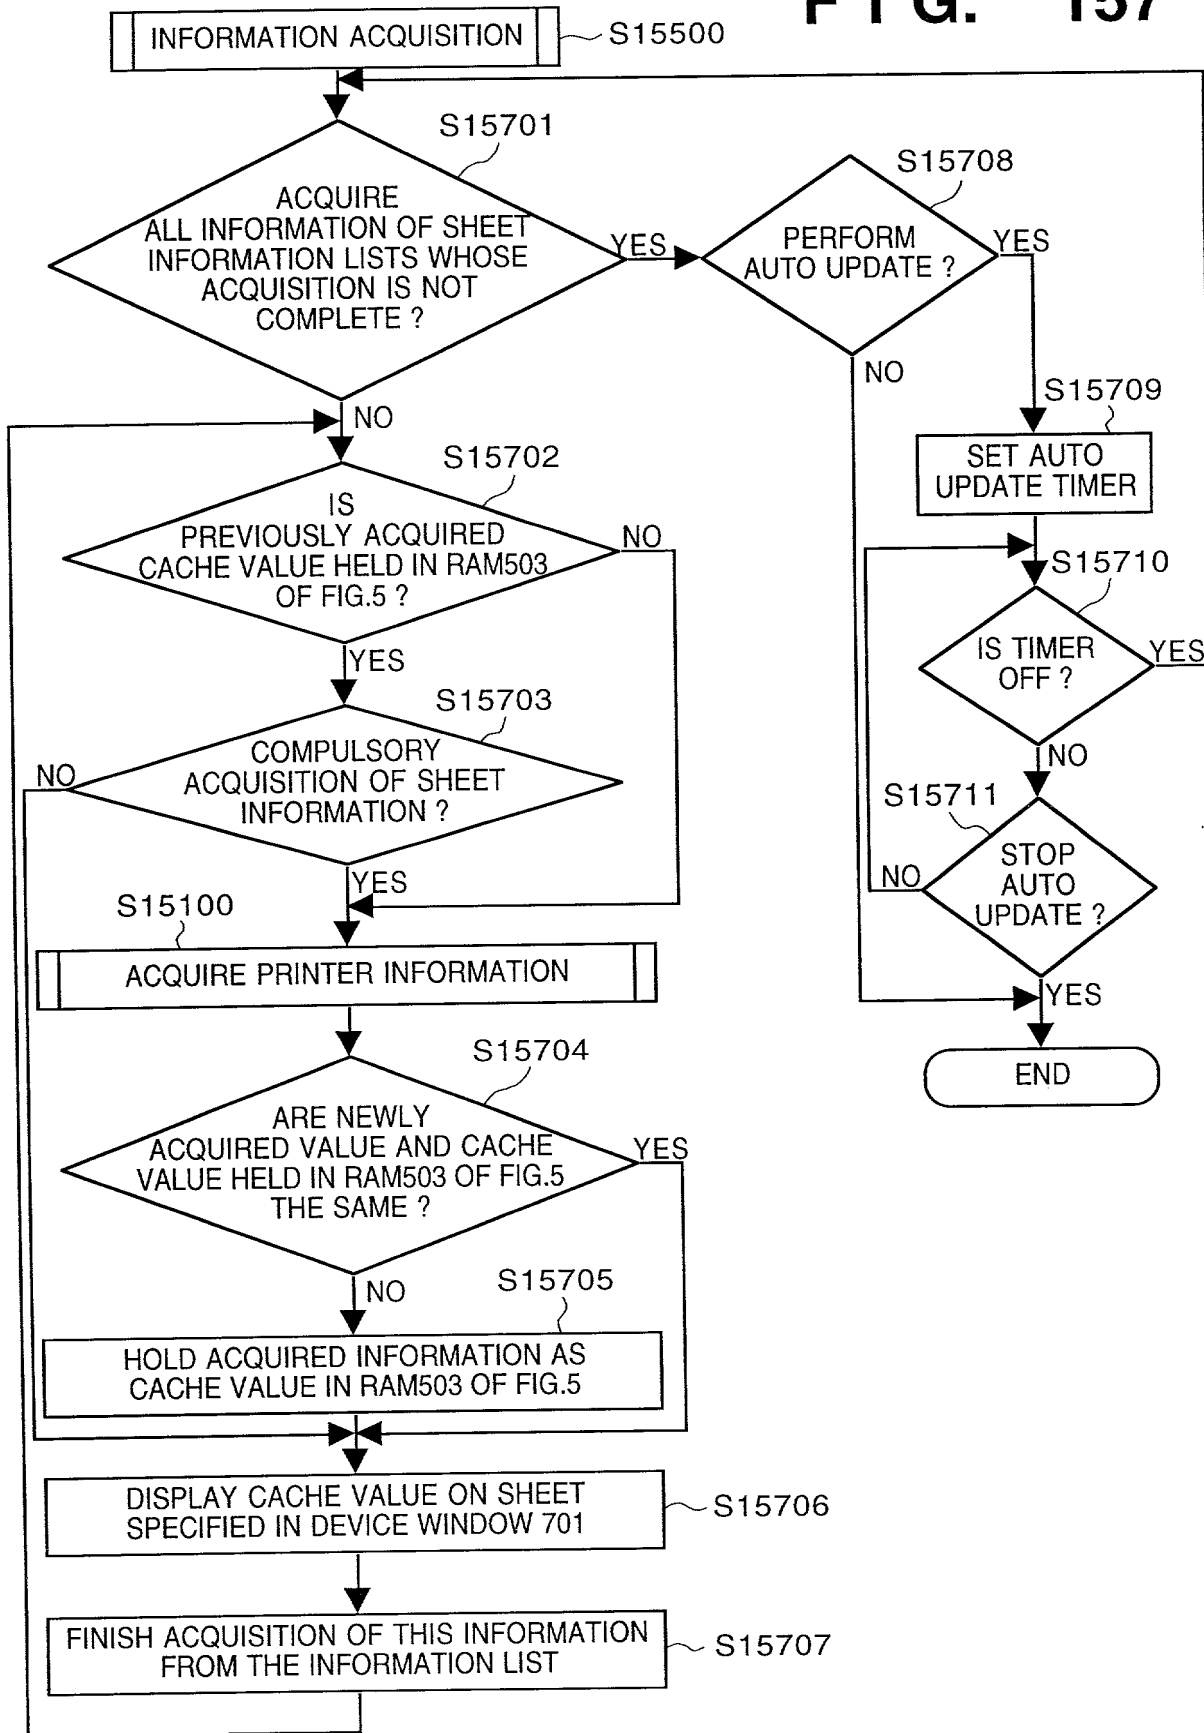 FIG. 157
INFORMATION ACQUISITION
S15500
S15701
ACQUIRE
ALL INFORMATION OF SHEET
INFORMATION LISTS WHOSE
ACQUISITION IS NOT
COMPLETE ?
YES
NO
S15708
PERFORM
AUTO UPDATE ?
YES
NO
S15709
SET AUTO
UPDATE TIMER
S15702
IS
PREVIOUSLY ACQUIRED
CACHE VALUE HELD IN RAM503
OF FIG.5 ?
NO
YES
S15710
IS TIMER
OFF ?
YES
NO
S15703
COMPULSORY
ACQUISITION OF SHEET
INFORMATION ?
NO
YES
S15711
STOP
AUTO
UPDATE ?
NO
YES
END
S15100
ACQUIRE PRINTER INFORMATION
S15704
ARE NEWLY
ACQUIRED VALUE AND CACHE
VALUE HELD IN RAM503 OF FIG.5
THE SAME ?
YES
NO
S15705
HOLD ACQUIRED INFORMATION AS
CACHE VALUE IN RAM503 OF FIG.5
DISPLAY CACHE VALUE ON SHEET
SPECIFIED IN DEVICE WINDOW 701
S15706
FINISH ACQUISITION OF THIS INFORMATION
FROM THE INFORMATION LIST
S15707